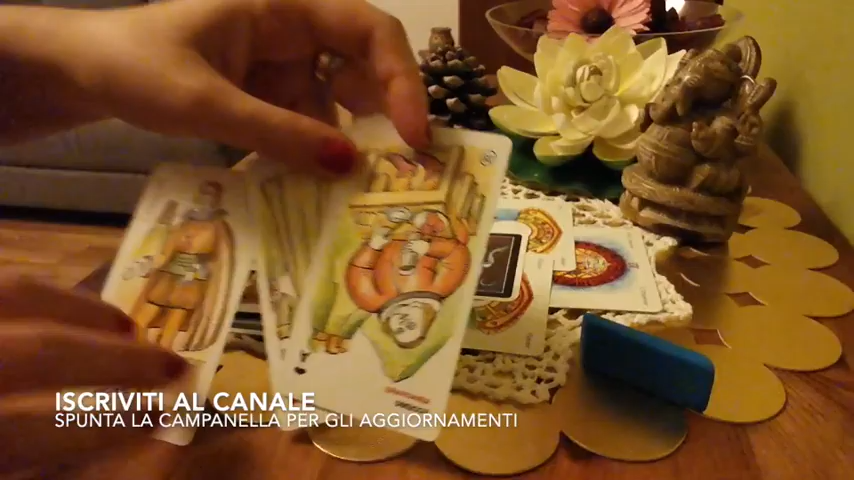 ISCRIVITI AL CANALE
SPUNTA LA CAMPANELLA PER GLI AGGIORNAMENTI